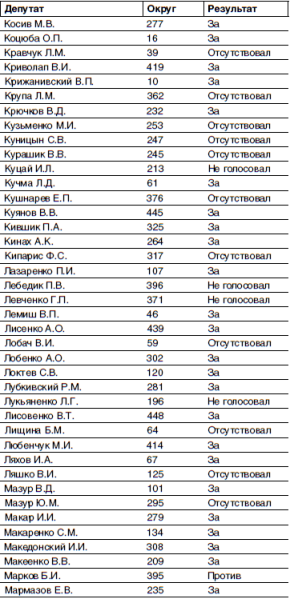 Депутат Округ Результат
Косив М.В. 277 За
Коцюба О.П. 16 За
Кравчук Л.М. 39 Отсутствовал
Криволап В.И. 419 За
Крижанивский В.П. 10 За
Крупа Л.М. 362 Отсутствовал
Крючков В.Д. 232 За
Кузьменко М.И. 253 Отсутствовал
Куницын С.В. 247 Отсутствовал
Курашик В.В. 245 Отсутствовал
Куцай И.Л. 213 Не голосовал
Кучма Л.Д. 61 За
Кушнарев Е.П. 376 Отсутствовал
Куянов В.В. 445 За
Кившик П.А. 325 За
Кинах А.К. 264 За
Кипарис Ф.С. 317 Отсутствовал
Лазаренко П.И. 107 За
Лебедик П.В. 396 Не голосовал
Левченко Г.П. 371 Не голосовал
Лемиш В.П. 46 За
Лисенко А.О. 439 За
Лобач В.И. 59 Отсутствовал
Лобенко А.О. 302 За
Локтев С.В. 120 За
Лубкивский Р.М. 281 За
Лукьяненко Л.Г. 196 Не голосовал
Лисовенко В.Т. 448 За
Лищина Б.М. 64 Отсутствовал
Любенчук М.И. 414 За
Ляхов И.А. 67 За
Ляшко В.И. 125 Отсутствовал
Мазур В.Д. 101 За
Мазур Ю.М. 295 Отсутствовал
Макар И.И. 279 За
Макаренко С.М. 134 За
Македонский И.И. 308 За
Макеенко В.В. 209 За
Марков Б.И. 395 Против
Мармазов Е.В. 235 За